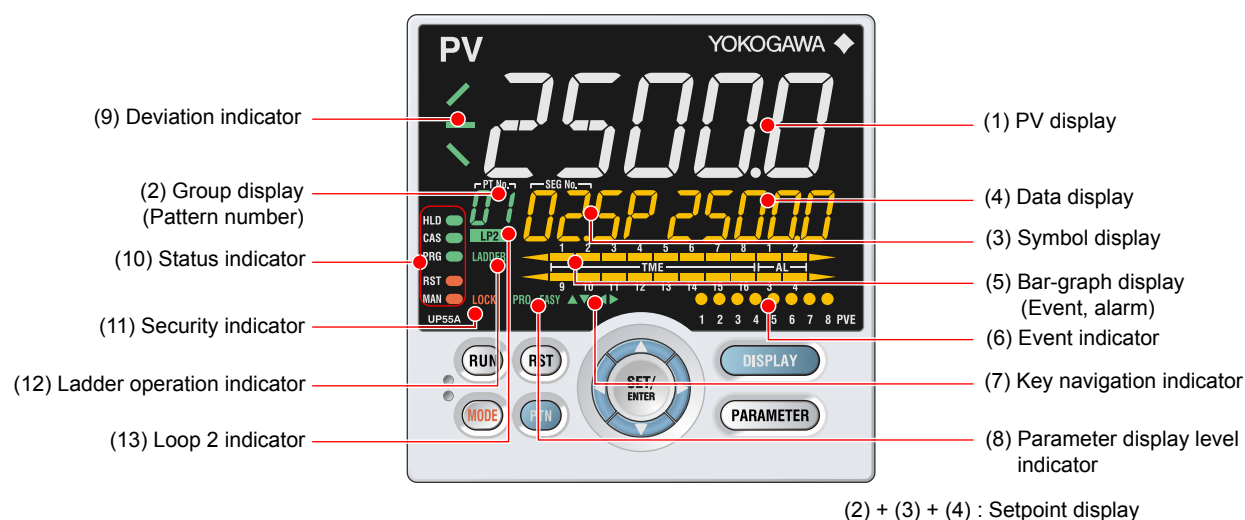 PV
YOKOGAWA
2500.0
(9) Deviation indicator
(1) PV display
PT No.
SEG No.
(2) Group display
(Pattern number)
01
02.SP 25000
(4) Data display
HLD
CAS
LP2
(3) Symbol display
1 2 3 4 5 6 7 8 1 2
(10) Status indicator
PRG
LADDER
TME
AL
(5) Bar-graph display
(Event, alarm)
RST
9 10 11 12 13 14 15 16 3 4
MAN
LOCK
PRO
EASY
(11) Security indicator
UP55A
1 2 3 4 5 6 7 8 PVE
(6) Event indicator
RUN
RST
DISPLAY
(12) Ladder operation indicator
SET/
ENTER
(7) Key navigation indicator
MODE
PTN
PARAMETER
(13) Loop 2 indicator
(8) Parameter display level
indicator
(2) + (3) + (4) : Setpoint display